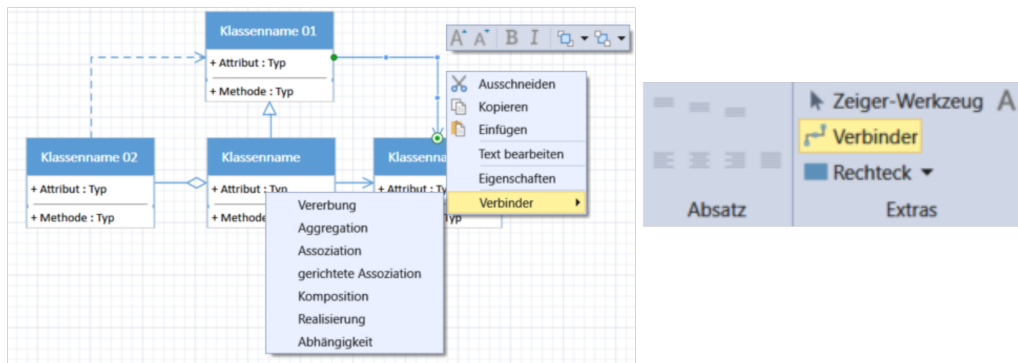 Klassenname 01
+ Attribut : Typ
+ Methode : Typ
A A B I
Ausschneiden
Kopieren
Einfügen
Text bearbeiten
Eigenschaften
Verbinder
Klassenname 02
+ Attribut : Typ
+ Methode : Typ
Klassenname
+ Attribut : Typ
+ Methode
Klassenna
+ Attribut : Ty
Typ
Vererbung
Aggregation
Assoziation
gerichtete Assoziation
Komposition
Realisierung
Abhängigkeit
Zeiger-Werkzeug A
Verbinder
Rechteck
Absatz
Extras